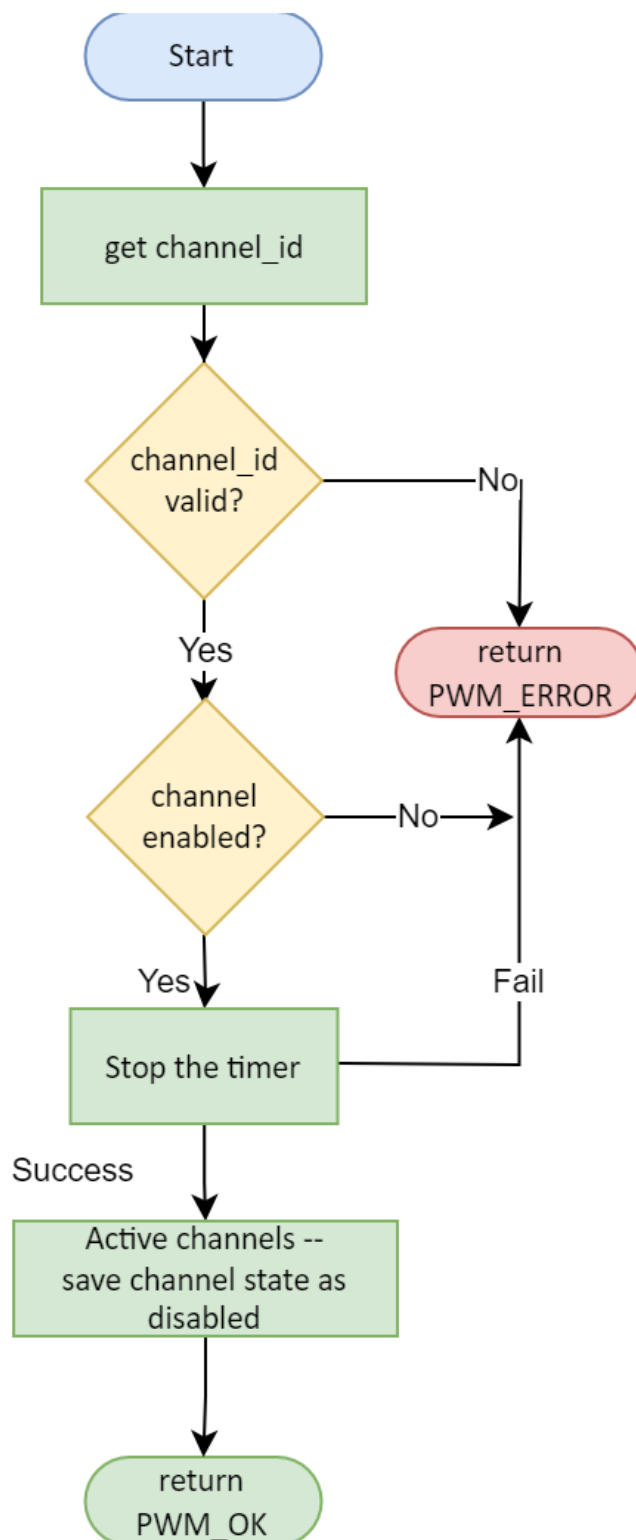 Start
get channel_id
channel_id
valid?
No
Yes
return
PWM_ERROR
channel
enabled?
No
Yes
Fail
Stop the timer
Success
Active channels --
save channel state as
disabled
return
PWM_OK